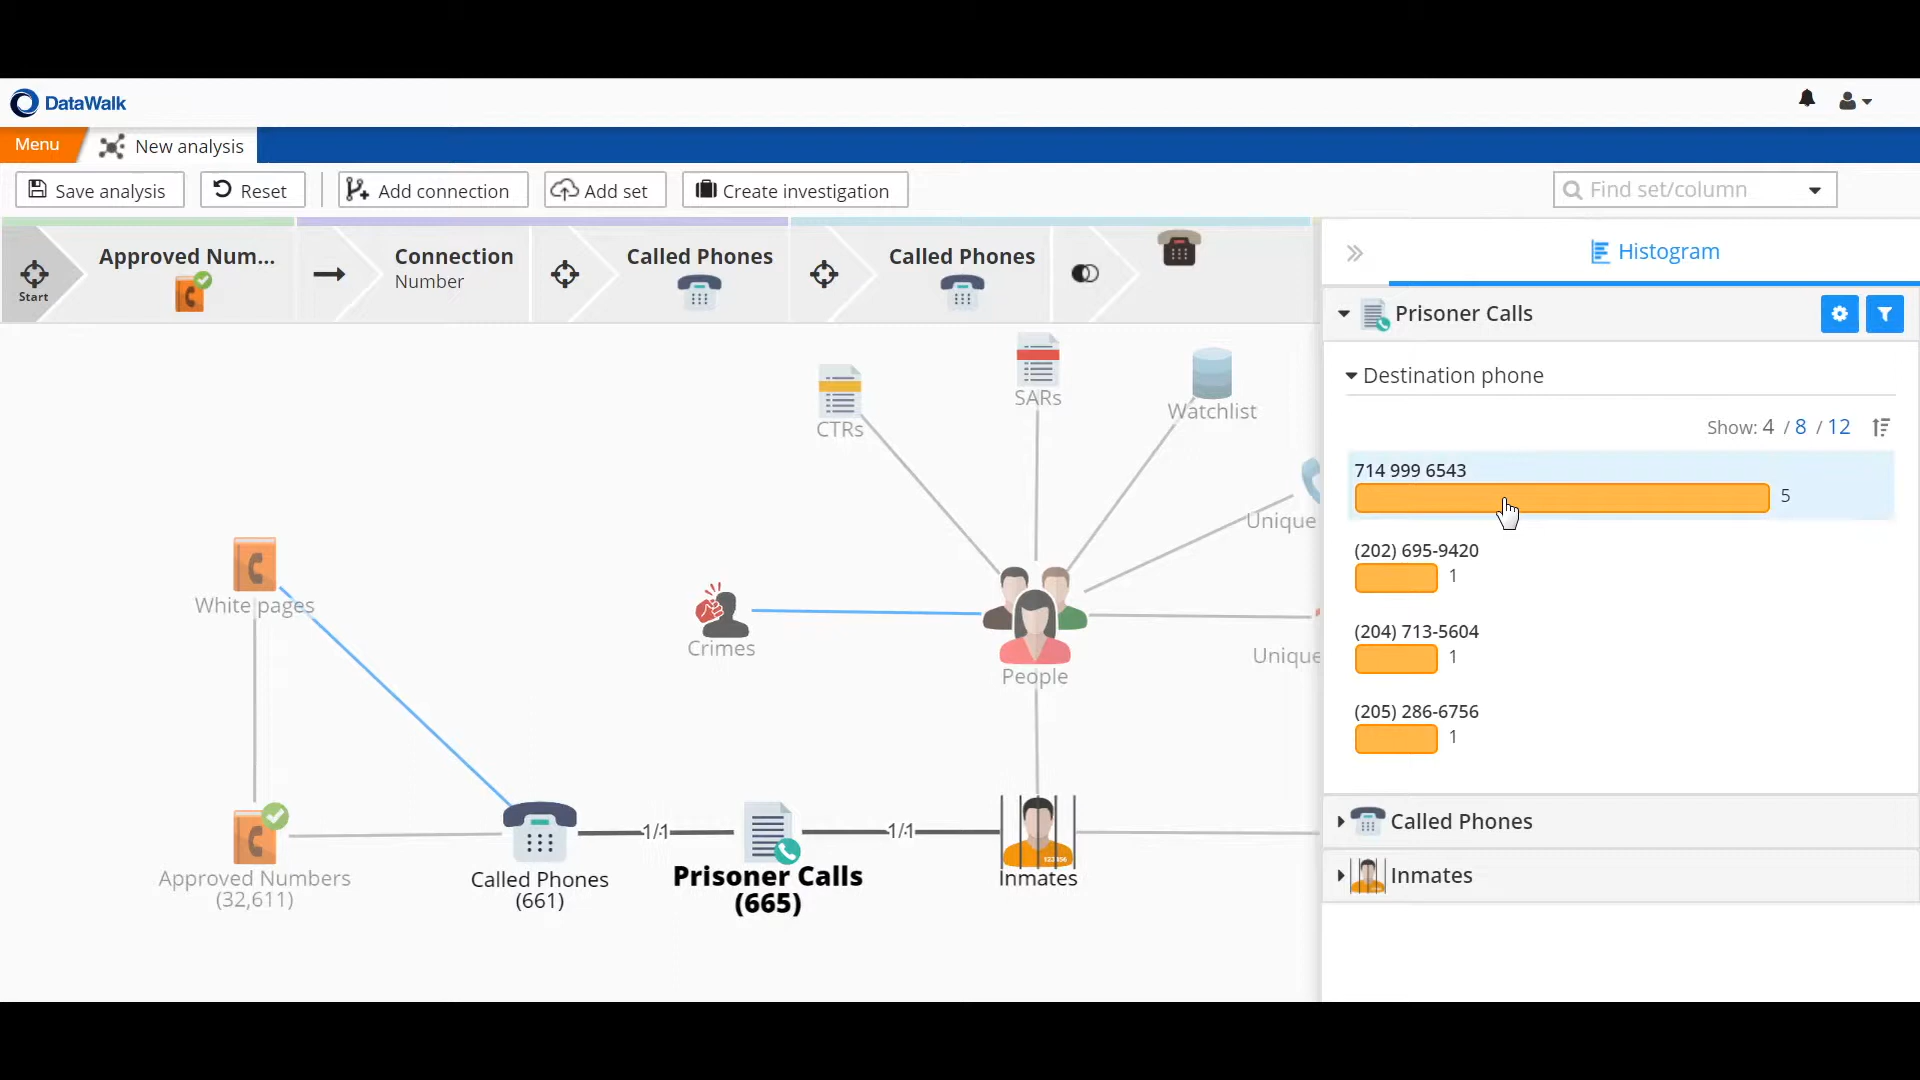 DataWalk
Menu
New analysis
Save analysis
Reset
Add connection
Add set
Create investigation
Find set/column
Start
Approved Num...
Connection
Number
Called Phones
Called Phones
Histogram
Prisoner Calls
Destination phone
Show: 4 / 8 / 12
714 999 6543
5
(202) 695-9420
1
(204) 713-5604
1
(205) 286-6756
1
Called Phones
Inmates
CTRs
SARs
Watchlist
Unique
White pages
Crimes
People
Unique
Approved Numbers
(32,611)
Called Phones
(661)
1/1
Prisoner Calls
(665)
1/1
Inmates